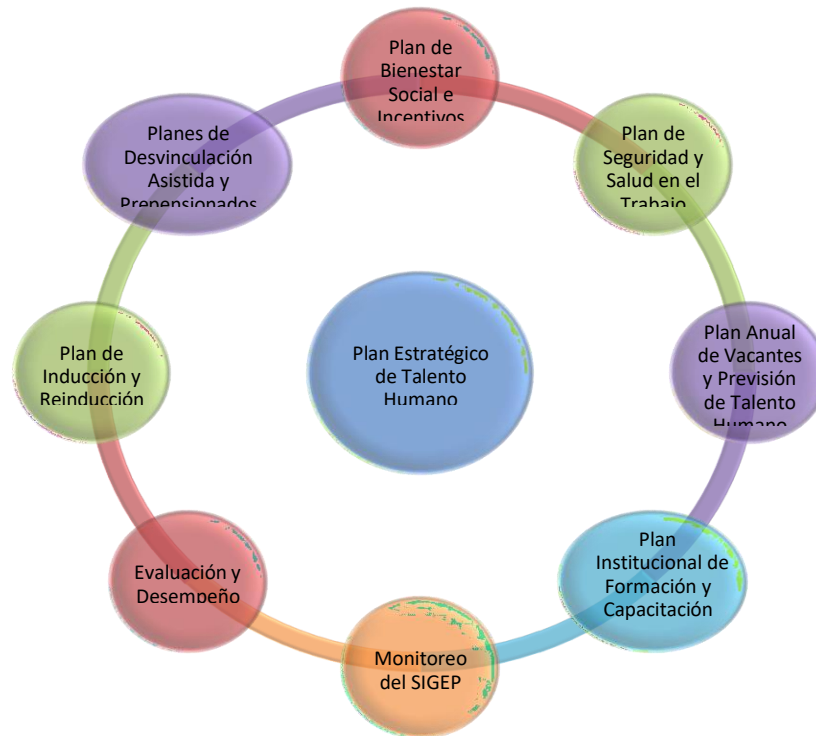 Plan de
Bienestar
Social e
Incentivos
Plan de
Seguridad y
Salud en el
Trabajo
Plan Anual
de Vacantes
y Previsión
de Talento
Humano
Plan
Institucional de
Formación y
Capacitación
Monitoreo
del SIGEP
Evaluación y
Desempeño
Plan de
Inducción y
Reinducción
Planes de
Desvinculación
Asistida y
Prepensionados
Plan Estratégico
de Talento
Humano